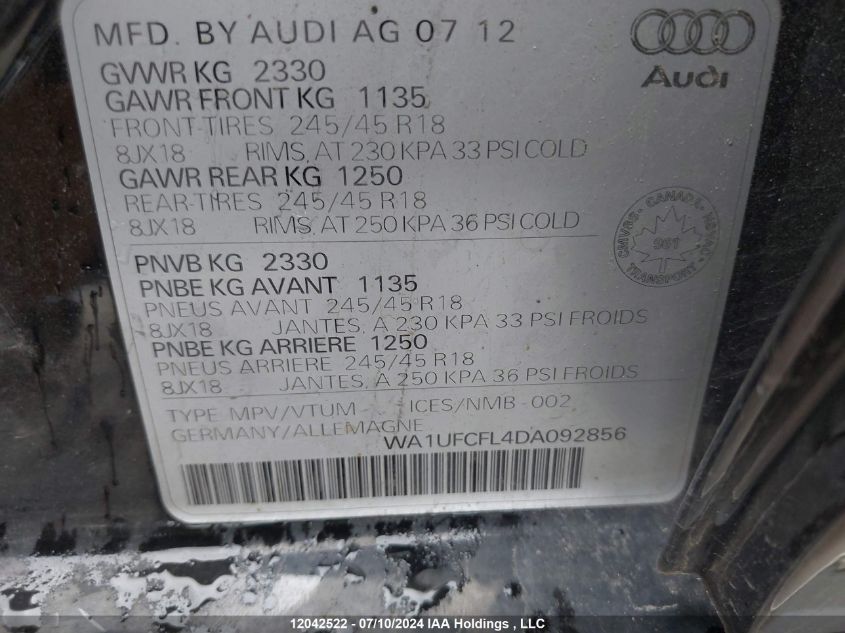 MFD. BY AUDI AG 07 12
Audi
GVWR KG 2330
GAWR FRONT KG 1135
FRONT-TIRES 245/45 R18
8JX18 RIMS, AT 230 KPA 33 PSI COLD
GAWR REAR KG 1250
REAR-TIRES 245/45 R18
8JX18 RIMS, AT 250 KPA 36 PSI COLD
CANADA
CMVSS - NSVAC
961
TRANSPORT
PNVB KG 2330
PNBE KG AVANT 1135
PNEUS AVANT 245/45 R18
8JX18 JANTES, A 230 KPA 33 PSI FROIDS
PNBE KG ARRIERE 1250
PNEUS ARRIERE 245/45 R18
8JX18 JANTES, A 250 KPA 36 PSI FROIDS
TYPE MPV/VTUM ICES/NMB-002
GERMANY/ALLEMAGNE
WA1UFCFL4DA092856
12042522 - 07/10/2024 IAA Holdings, LLC